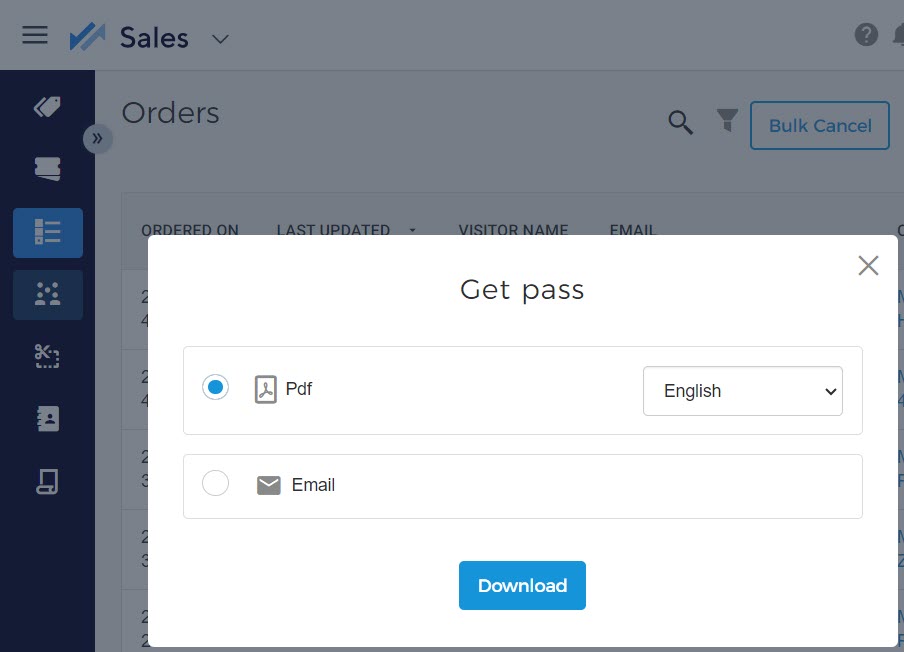 Sales
Orders
Bulk Cancel
ORDERED ON LAST UPDATED VISITOR NAME EMAIL
Get pass
Pdf English
Email
Download